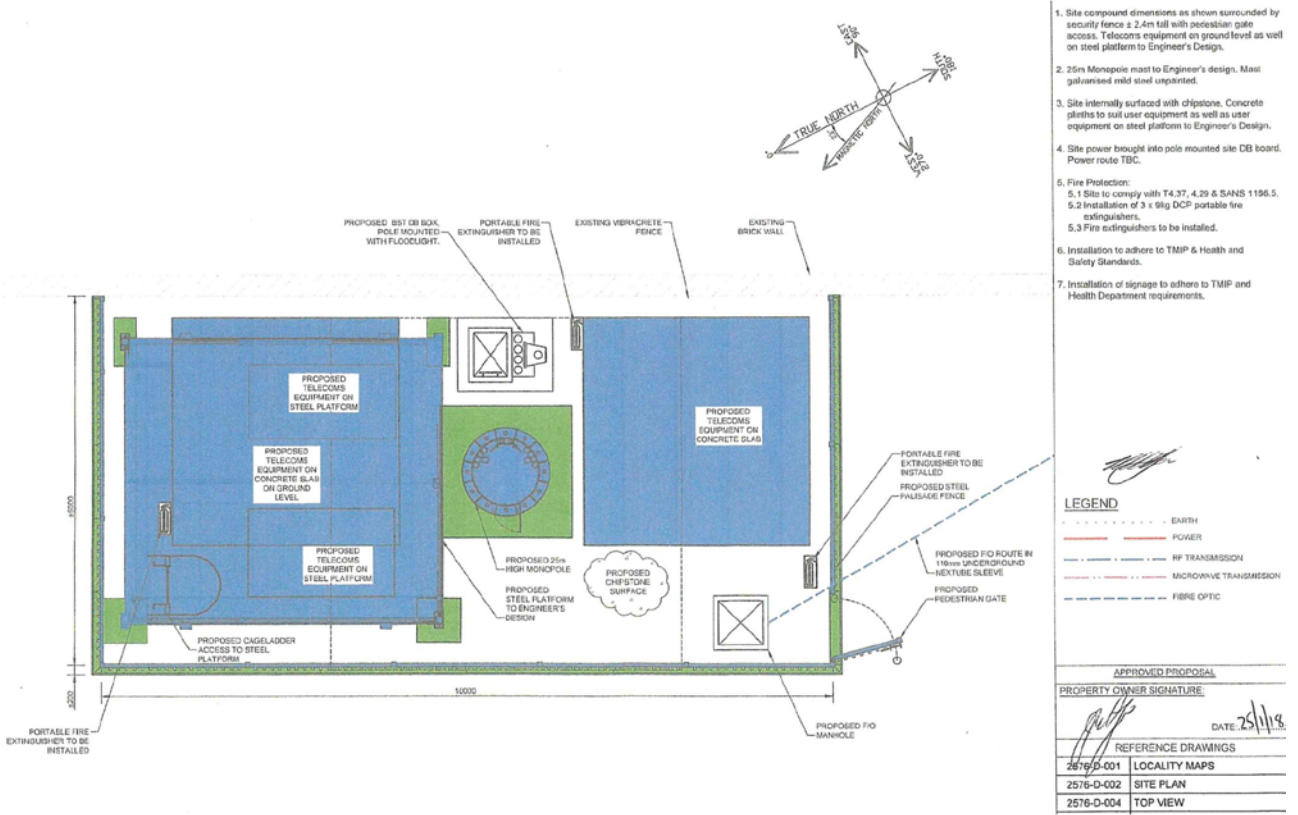 1. Site compound dimensions as shown surrounded by
security fence ± 2,4m tall with pedestrian gate
access. Telecoms equipment on ground level as well
on steel platform to Engineer's Design.
2. 25m Monopole mast to Engineer's design. Mast
galvanised mild steel unpainted.
3. Site internally surfaced with chipstone. Concrete
plinths to suit user equipment as well as user
equipment on steel platform to Engineer's Design.
4. Site power brought into pole mounted site DB board.
Power route TBC.
5. Fire Protection:
5.1 Site to comply with T4.37, 4.29 & SANS 1186.5.
5.2 Installation of 3 x 9kg DCP portable fire
extinguishers.
5.3 Fire extinguishers to be installed.
6. Installation to adhere to TMIP & Health and
Safety Standards.
7. Installation of signage to adhere to TMIP and
Health Department requirements.
EAST
90°
SOUTH
180°
TRUE NORTH
0°
MAGNETIC NORTH
WEST
270°
PROPOSED BST DB BOX,
POLE MOUNTED
WITH FLOODLIGHT.
PORTABLE FIRE
EXTINGUISHER TO BE
INSTALLED
EXISTING VIBRACRETE
FENCE
EXISTING
BRICK WALL
PROPOSED
TELECOMS
EQUIPMENT ON
STEEL PLATFORM
PROPOSED
TELECOMS
EQUIPMENT ON
CONCRETE SLAB
ON GROUND
LEVEL
PROPOSED
TELECOMS
EQUIPMENT ON
STEEL PLATFORM
PROPOSED
TELECOMS
EQUIPMENT ON
CONCRETE SLAB
PROPOSED 25m
HIGH MONOPOLE
PROPOSED
STEEL PLATFORM
TO ENGINEER'S
DESIGN
PROPOSED
CHIPSTONE
SURFACE
PORTABLE FIRE
EXTINGUISHER TO BE
INSTALLED
PROPOSED STEEL
PALISADE FENCE
PROPOSED F/O ROUTE IN
110mm UNDERGROUND
NEXTUBE SLEEVE
PROPOSED
PEDESTRIAN GATE
PROPOSED CAGELADDER
ACCESS TO STEEL
PLATFORM
±5000
±200
10000
PORTABLE FIRE
EXTINGUISHER TO BE
INSTALLED
PROPOSED F/O
MANHOLE
LEGEND
EARTH
POWER
RF TRANSMISSION
MICROWAVE TRANSMISSION
FIBRE OPTIC
APPROVED PROPOSAL
PROPERTY OWNER SIGNATURE:
DATE: 25/1/18
REFERENCE DRAWINGS
2576-D-001 LOCALITY MAPS
2576-D-002 SITE PLAN
2576-D-004 TOP VIEW